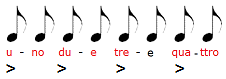 u - no du - e tre - e qua - ttro
> > > >